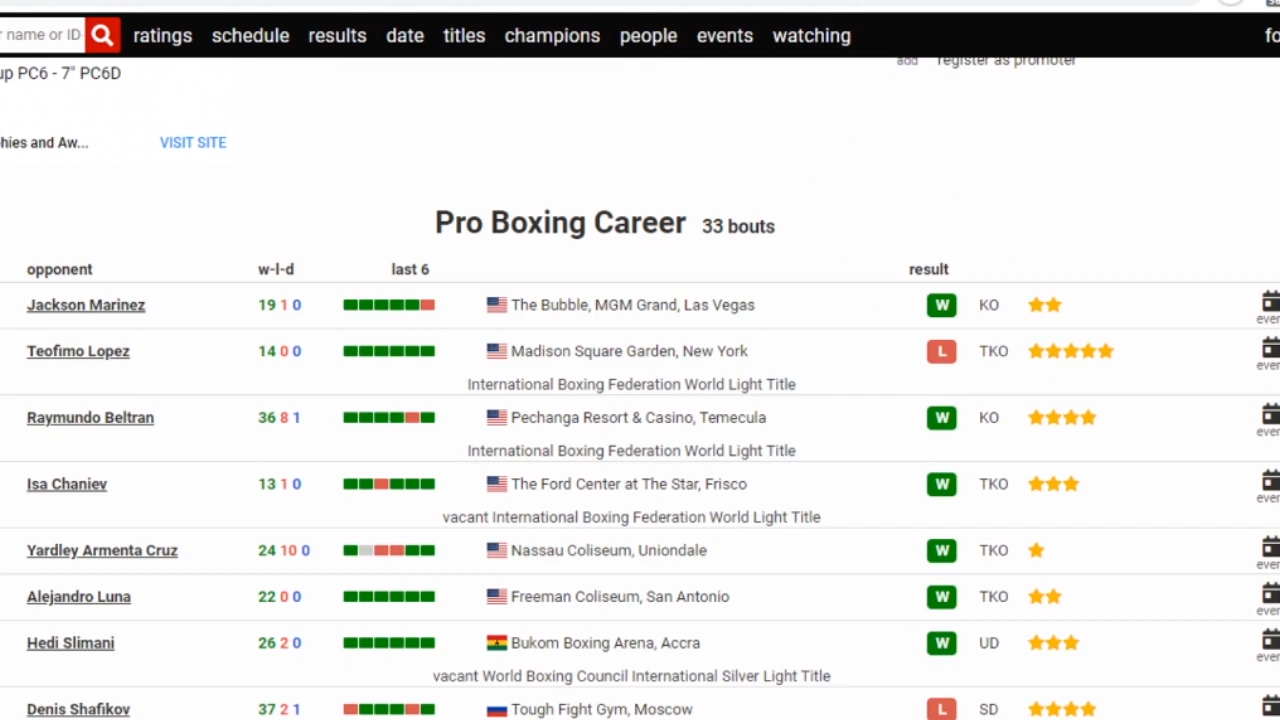 r name or ID ratings schedule results date titles champions people events watching fo
up PC6 - 7" PC6D
add register as promoter
hies and Aw... VISIT SITE
Pro Boxing Career 33 bouts
opponent w-l-d last 6 result
Jackson Marinez 19 1 0 The Bubble, MGM Grand, Las Vegas W KO
even
Teofimo Lopez 14 0 0 Madison Square Garden, New York L TKO
even
International Boxing Federation World Light Title
Raymundo Beltran 36 8 1 Pechanga Resort & Casino, Temecula W KO
even
International Boxing Federation World Light Title
Isa Chaniev 13 1 0 The Ford Center at The Star, Frisco W TKO
even
vacant International Boxing Federation World Light Title
Yardley Armenta Cruz 24 10 0 Nassau Coliseum, Uniondale W TKO
even
Alejandro Luna 22 0 0 Freeman Coliseum, San Antonio W TKO
even
Hedi Slimani 26 2 0 Bukom Boxing Arena, Accra W UD
even
vacant World Boxing Council International Silver Light Title
Denis Shafikov 37 2 1 Tough Fight Gym, Moscow L SD